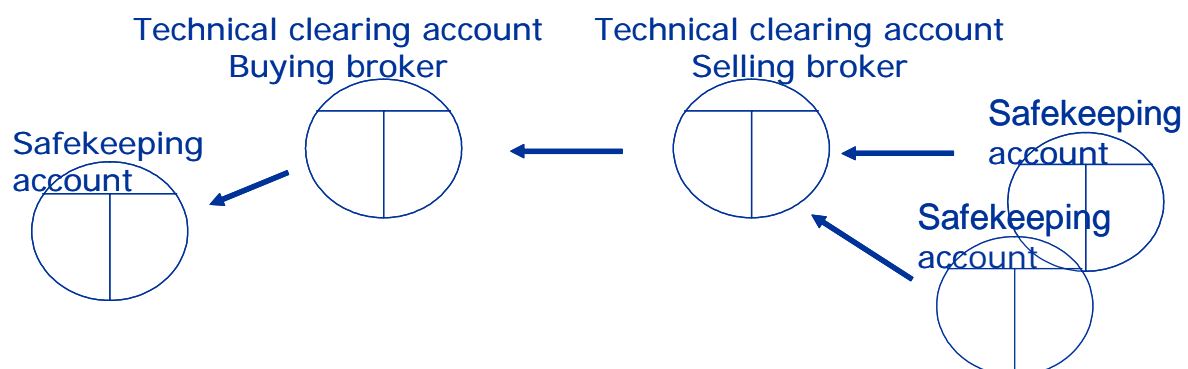 Technical clearing account
Buying broker
Technical clearing account
Selling broker
Safekeeping
account
Safekeeping
account
Safekeeping
account